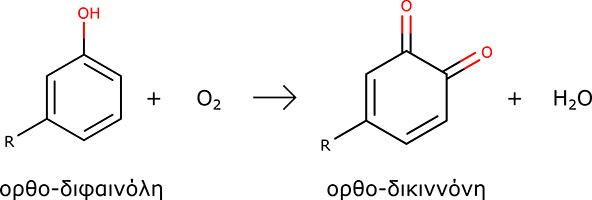 OH
O
O
R + O₂ → R + H₂O
ορθο-διφαινόλη ορθο-δικιννόνη